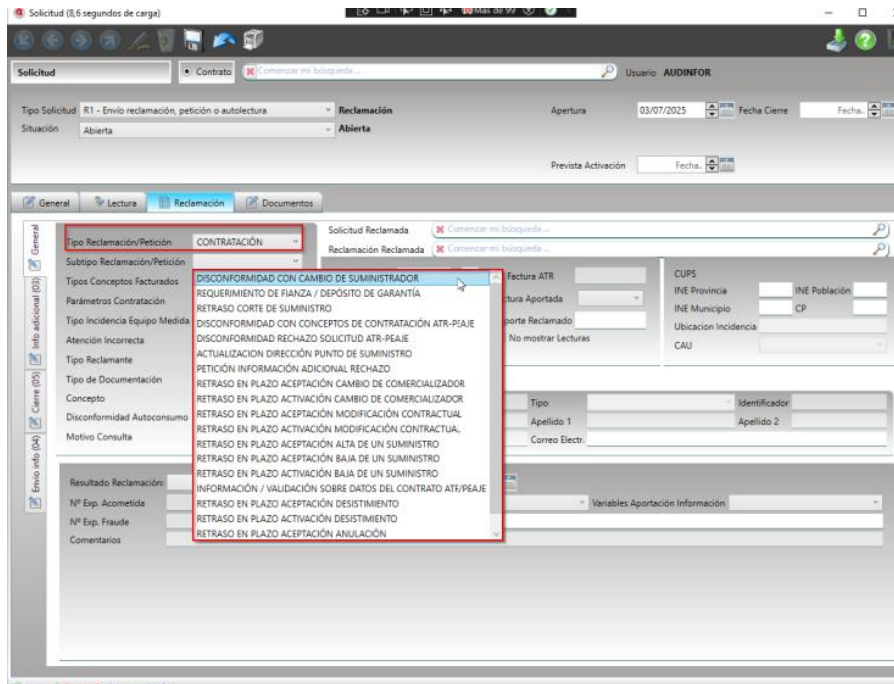 Solicitud (8,6 segundos de carga)
Más de 99
Solicitud Contrato Comenzar mi búsqueda ... Usuario AUDINFOR
Tipo Solicitud R1 - Envío reclamación, petición o autolectura Reclamación Apertura 03/07/2025 Fecha Cierre Fecha..
Situación Abierta Abierta
Prevista Activación Fecha..
General Lectura Reclamación Documentos
General
Info adicional (03)
Cierre (05)
Envio info (04)
Tipo Reclamación/Petición CONTRATACIÓN Solicitud Reclamada Comenzar mi búsqueda ...
Subtipo Reclamación/Petición Reclamación Reclamada Comenzar mi búsqueda ...
Tipos Conceptos Facturados
Parámetros Contratación
Tipo Incidencia Equipo Medida
Atención Incorrecta
Tipo Reclamante
Tipo de Documentación
Concepto
Disconformidad Autoconsumo
Motivo Consulta
DISCONFORMIDAD CON CAMBIO DE SUMINISTRADOR
REQUERIMIENTO DE FIANZA / DEPÓSITO DE GARANTÍA
RETRASO CORTE DE SUMINISTRO
DISCONFORMIDAD CON CONCEPTOS DE CONTRATACIÓN ATR-PEAJE
DISCONFORMIDAD RECHAZO SOLICITUD ATR-PEAJE
ACTUALIZACION DIRECCIÓN PUNTO DE SUMINISTRO
PETICIÓN INFORMACIÓN ADICIONAL RECHAZO
RETRASO EN PLAZO ACEPTACIÓN CAMBIO DE COMERCIALIZADOR
RETRASO EN PLAZO ACTIVACIÓN CAMBIO DE COMERCIALIZADOR
RETRASO EN PLAZO ACEPTACIÓN MODIFICACIÓN CONTRACTUAL
RETRASO EN PLAZO ACTIVACIÓN MODIFICACIÓN CONTRACTUAL
RETRASO EN PLAZO ACEPTACIÓN ALTA DE UN SUMINISTRO
RETRASO EN PLAZO ACEPTACIÓN BAJA DE UN SUMINISTRO
RETRASO EN PLAZO ACTIVACIÓN BAJA DE UN SUMINISTRO
INFORMACIÓN / VALIDACIÓN SOBRE DATOS DEL CONTRATO ATR/PEAJE
RETRASO EN PLAZO ACEPTACIÓN DESISTIMIENTO
RETRASO EN PLAZO ACTIVACIÓN DESISTIMIENTO
RETRASO EN PLAZO ACEPTACIÓN ANULACIÓN
Factura ATR
ctura Aportada
porte Reclamado
No mostrar Lecturas
CUPS
INE Provincia INE Población
INE Municipio CP
Ubicacion Incidencia
CAU
Tipo Identificador
Apellido 1 Apellido 2
Correo Electr.
Resultado Reclamación:
Nº Exp. Acometida Variables Aportación Información
Nº Exp. Fraude
Comentarios